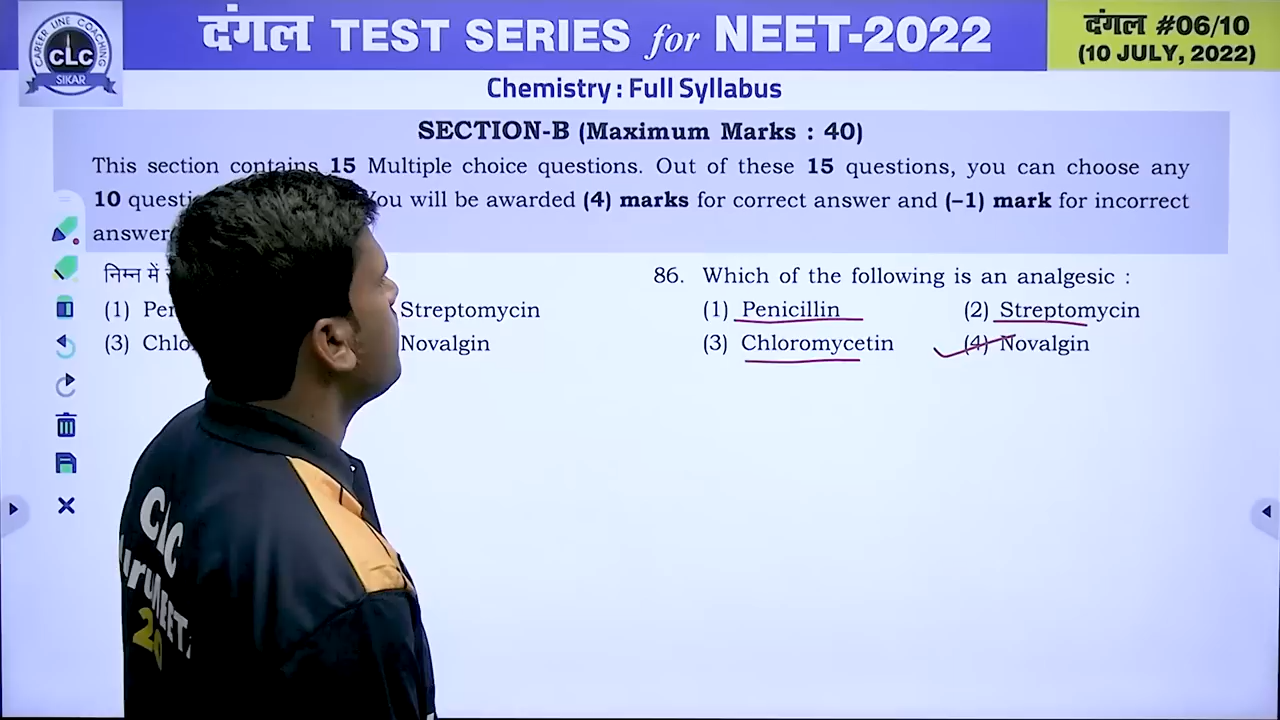 दंगल TEST SERIES for NEET-2022
दंगल #06/10
(10 JULY, 2022)
CAREER LINE COACHING
CLC
SIKAR
Chemistry : Full Syllabus
SECTION-B (Maximum Marks : 40)
This section contains 15 Multiple choice questions. Out of these 15 questions, you can choose any
10 You will be awarded (4) marks for correct answer and (–1) mark for incorrect
answer
निम्न में
(1) Streptomycin
(3) Novalgin
86. Which of the following is an analgesic :
(1) Penicillin (2) Streptomycin
(3) Chloromycetin (4) Novalgin
CLC